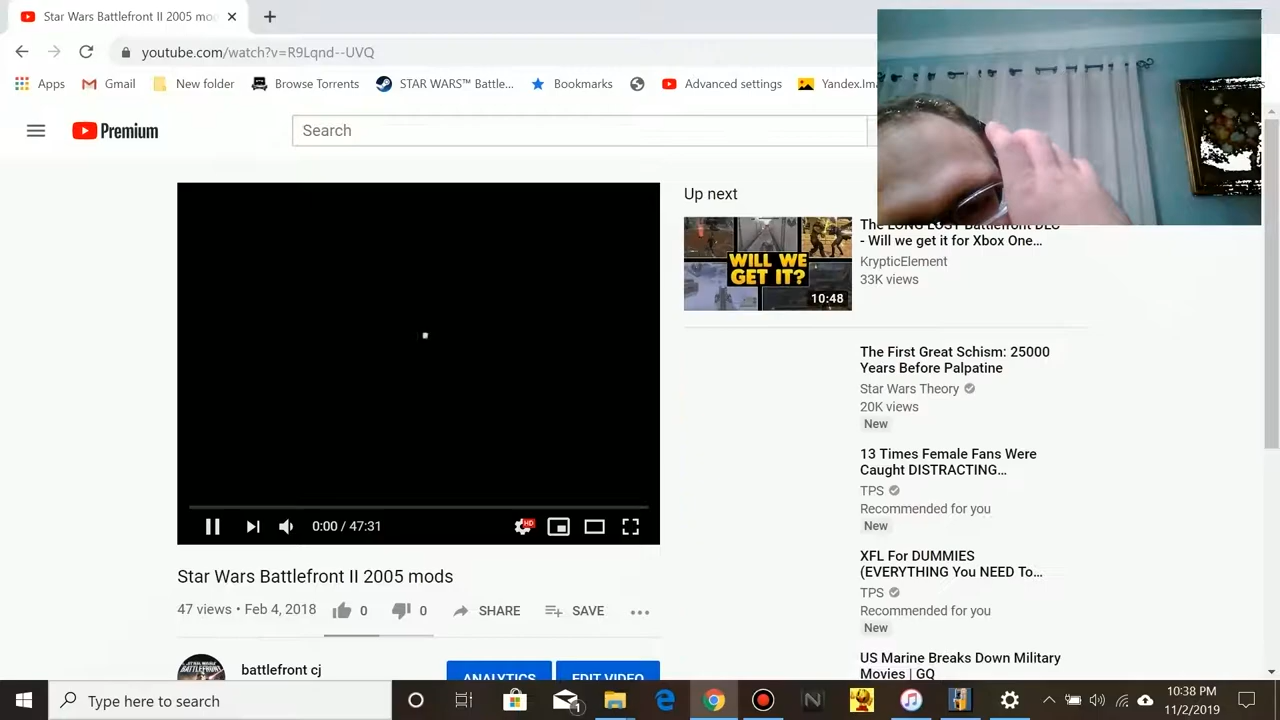 Star Wars Battlefront II 2005 mo
youtube.com/watch?v=R9Lqnd--UVQ
Apps
Gmail
New folder
Browse Torrents
STAR WARS™ Battle...
Bookmarks
Advanced settings
Yandex.Ima
Premium
Search
Up next
WILL WE
GET IT?
10:48
The LONG LOST Battlefront DLC
- Will we get it for Xbox One...
KrypticElement
33K views
The First Great Schism: 25000
Years Before Palpatine
Star Wars Theory
20K views
New
13 Times Female Fans Were
Caught DISTRACTING...
TPS
Recommended for you
New
XFL For DUMMIES
(EVERYTHING You NEED To...
TPS
Recommended for you
New
US Marine Breaks Down Military
Movies | GQ
0:00 / 47:31
HD
Star Wars Battlefront II 2005 mods
47 views • Feb 4, 2018
0
0
SHARE
SAVE
battlefront cj
ANALYTICS
EDIT VIDEO
Type here to search
1
10:38 PM
11/2/2019